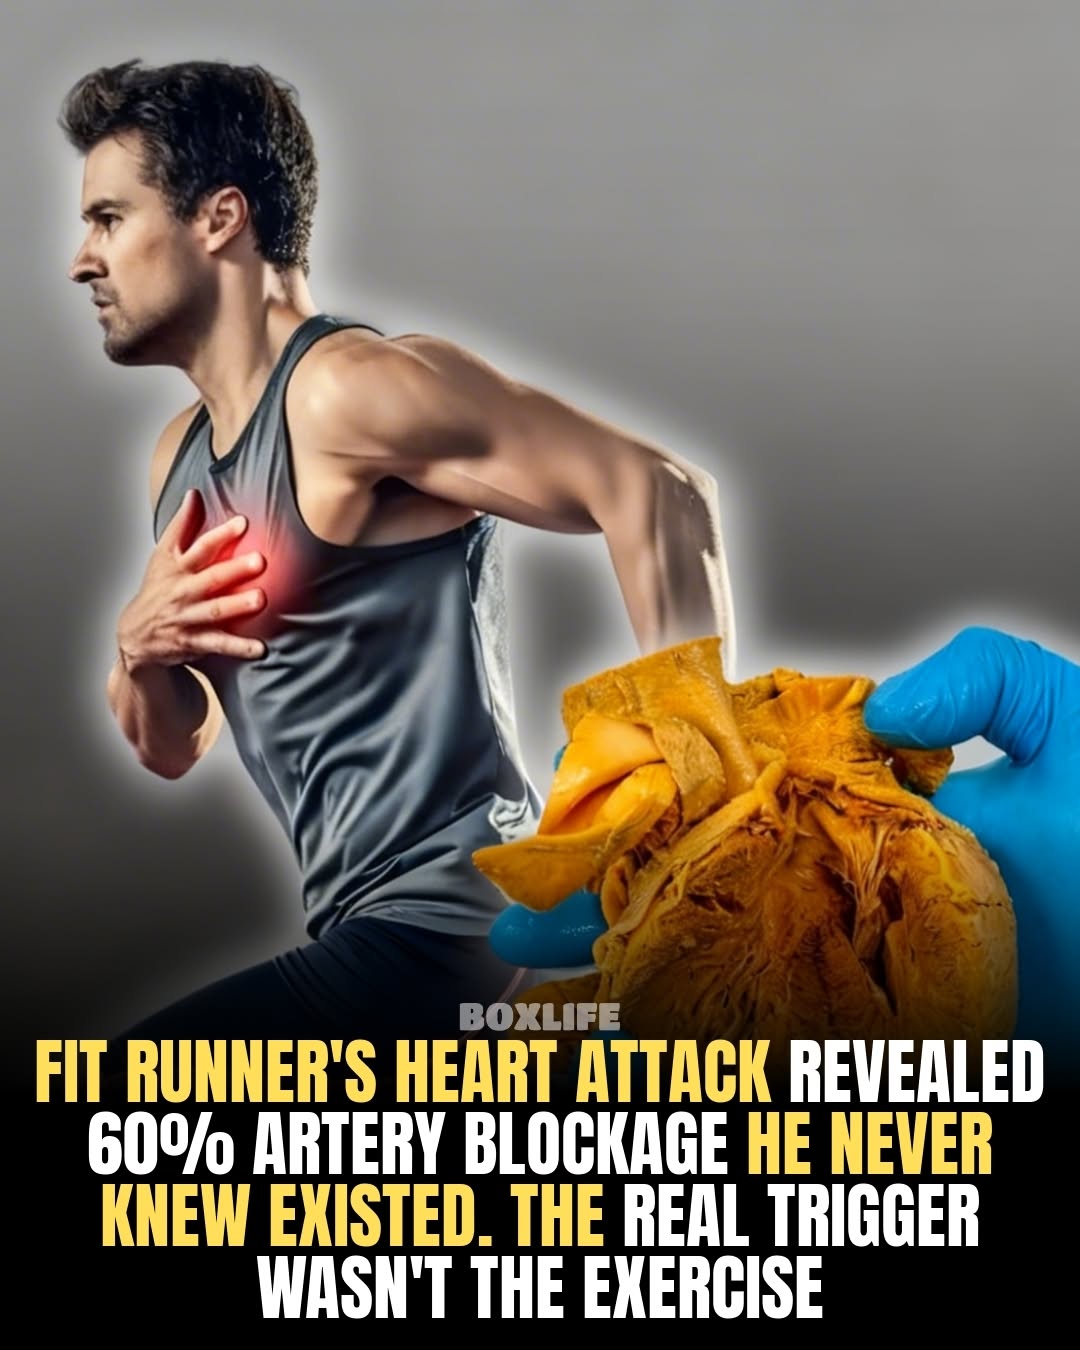 BOXLIFE
FIT RUNNER'S HEART ATTACK REVEALED
60% ARTERY BLOCKAGE HE NEVER
KNEW EXISTED. THE REAL TRIGGER
WASN'T THE EXERCISE